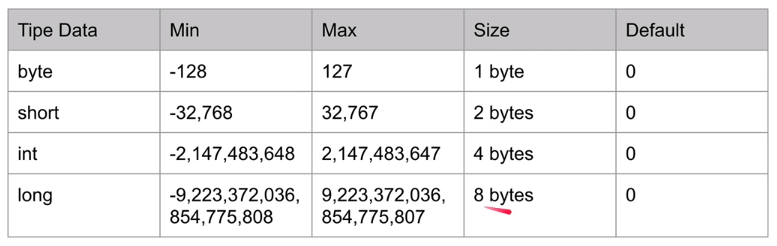 Tipe Data Min Max Size Default
byte -128 127 1 byte 0
short -32,768 32,767 2 bytes 0
int -2,147,483,648 2,147,483,647 4 bytes 0
long -9,223,372,036, 9,223,372,036, 8 bytes 0
854,775,808 854,775,807